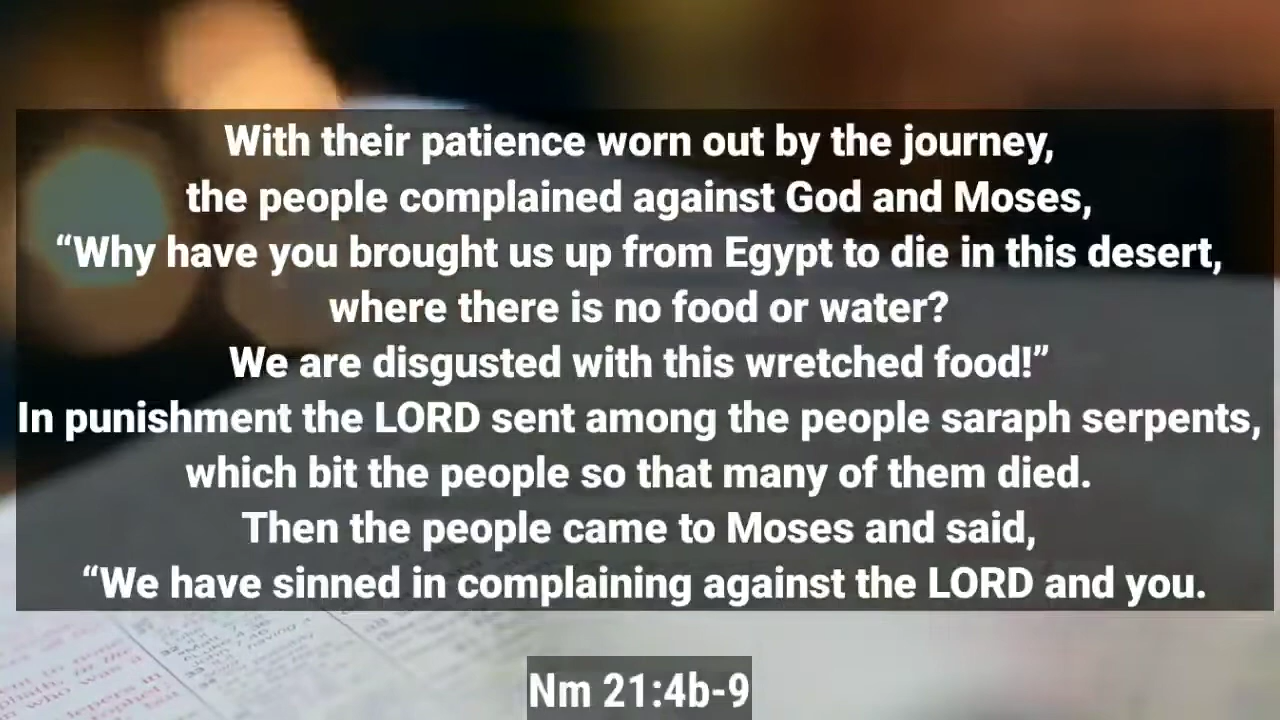 With their patience worn out by the journey,
the people complained against God and Moses,
“Why have you brought us up from Egypt to die in this desert,
where there is no food or water?
We are disgusted with this wretched food!”
In punishment the LORD sent among the people saraph serpents,
which bit the people so that many of them died.
Then the people came to Moses and said,
“We have sinned in complaining against the LORD and you.
Nm 21:4b-9